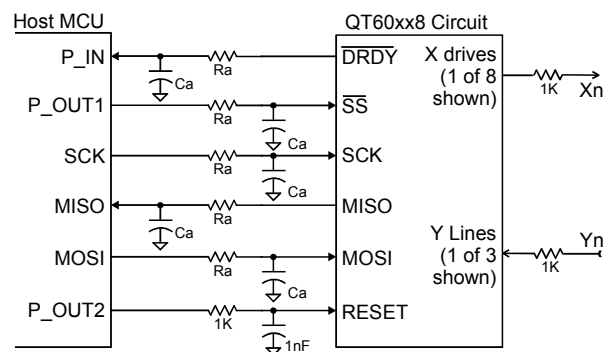 Host MCU
QT60xx8 Circuit
P_IN
Ca
Ra
DRDY
X drives
(1 of 8
shown)
1K
Xn
P_OUT1
Ra
Ca
SS
SCK
Ra
Ca
SCK
MISO
Ca
Ra
MISO
Y Lines
(1 of 3
shown)
Yn
1K
MOSI
Ra
Ca
MOSI
P_OUT2
1K
1nF
RESET